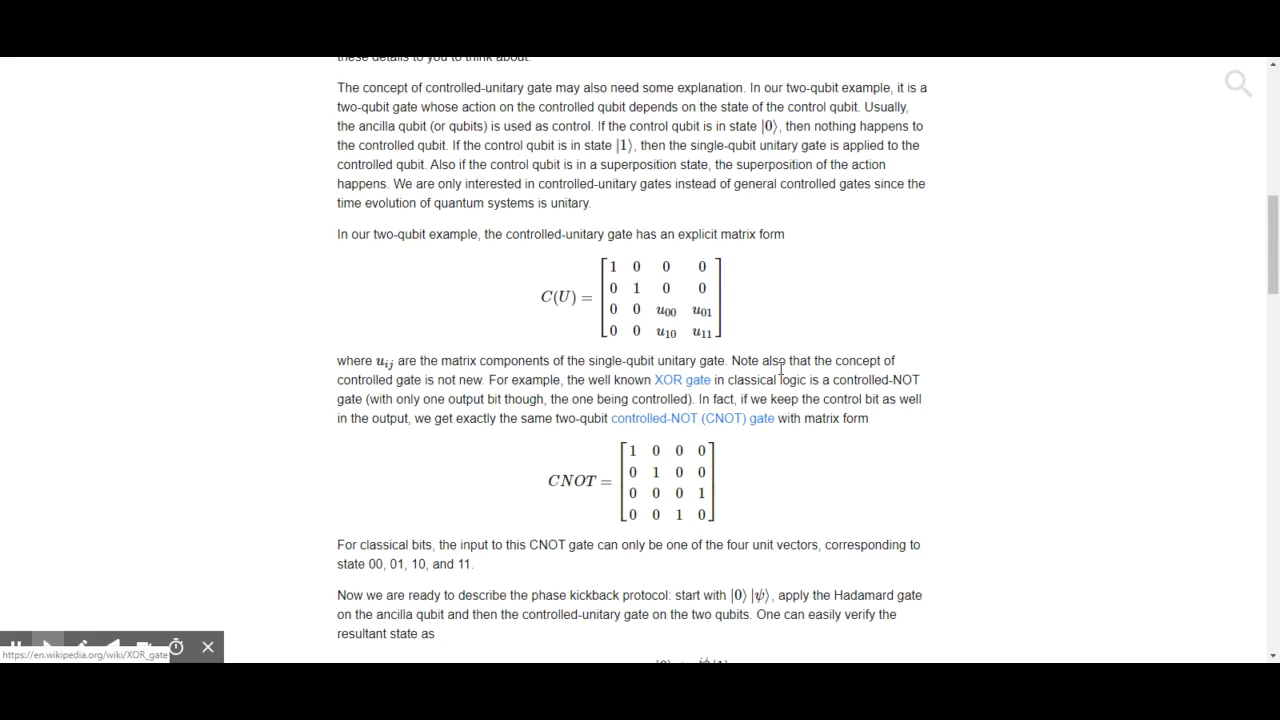 these details to you to think about.
The concept of controlled-unitary gate may also need some explanation. In our two-qubit example, it is a
two-qubit gate whose action on the controlled qubit depends on the state of the control qubit. Usually,
the ancilla qubit (or qubits) is used as control. If the control qubit is in state |0⟩, then nothing happens to
the controlled qubit. If the control qubit is in state |1⟩, then the single-qubit unitary gate is applied to the
controlled qubit. Also if the control qubit is in a superposition state, the superposition of the action
happens. We are only interested in controlled-unitary gates instead of general controlled gates since the
time evolution of quantum systems is unitary.
In our two-qubit example, the controlled-unitary gate has an explicit matrix form
1 0 0 0
0 1 0 0
C(U) =
0 0 u00 u01
0 0 u10 u11
where uij are the matrix components of the single-qubit unitary gate. Note also that the concept of
controlled gate is not new. For example, the well known XOR gate in classical logic is a controlled-NOT
gate (with only one output bit though, the one being controlled). In fact, if we keep the control bit as well
in the output, we get exactly the same two-qubit controlled-NOT (CNOT) gate with matrix form
1 0 0 0
0 1 0 0
CNOT =
0 0 0 1
0 0 1 0
For classical bits, the input to this CNOT gate can only be one of the four unit vectors, corresponding to
state 00, 01, 10, and 11.
Now we are ready to describe the phase kickback protocol: start with |0⟩ |ψ⟩, apply the Hadamard gate
on the ancilla qubit and then the controlled-unitary gate on the two qubits. One can easily verify the
resultant state as
https://en.wikipedia.org/wiki/XOR_gate